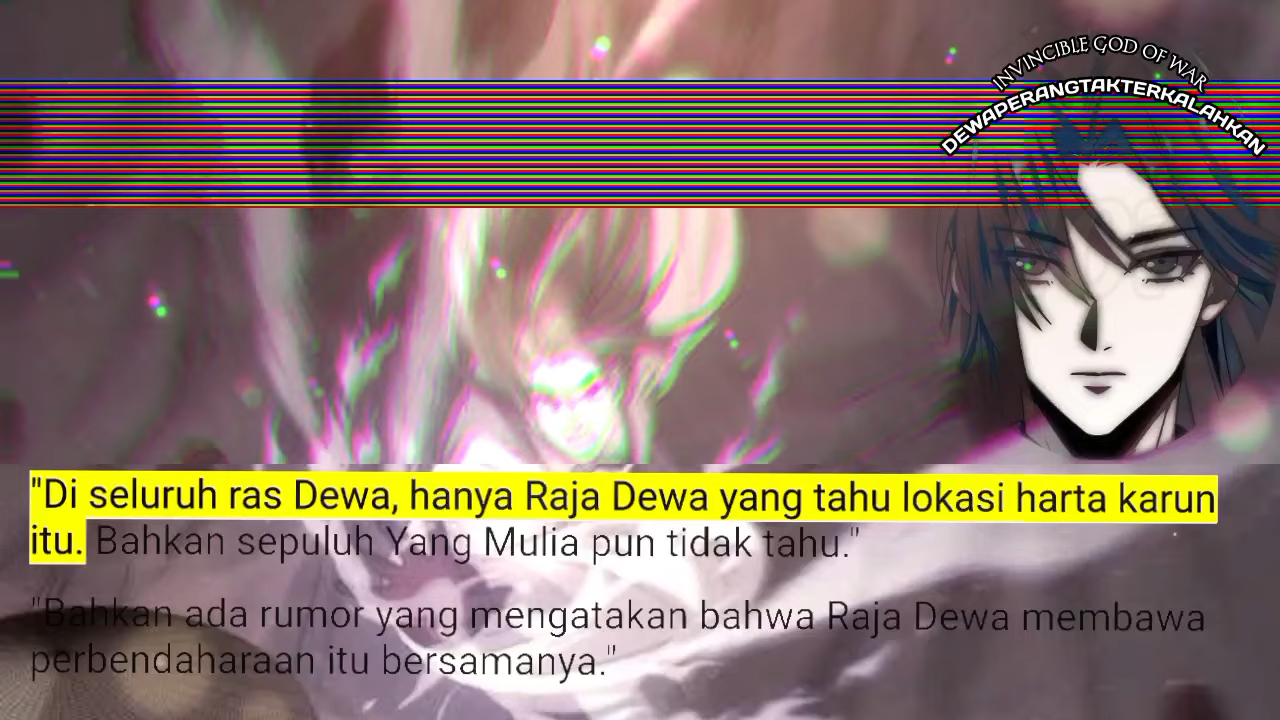 INVINCIBLE GOD OF WAR
DEWAPERANGTAKTERKALAHKAN
"Di seluruh ras Dewa, hanya Raja Dewa yang tahu lokasi harta karun
itu. Bahkan sepuluh Yang Mulia pun tidak tahu."
"Bahkan ada rumor yang mengatakan bahwa Raja Dewa membawa
perbendaharaan itu bersamanya."